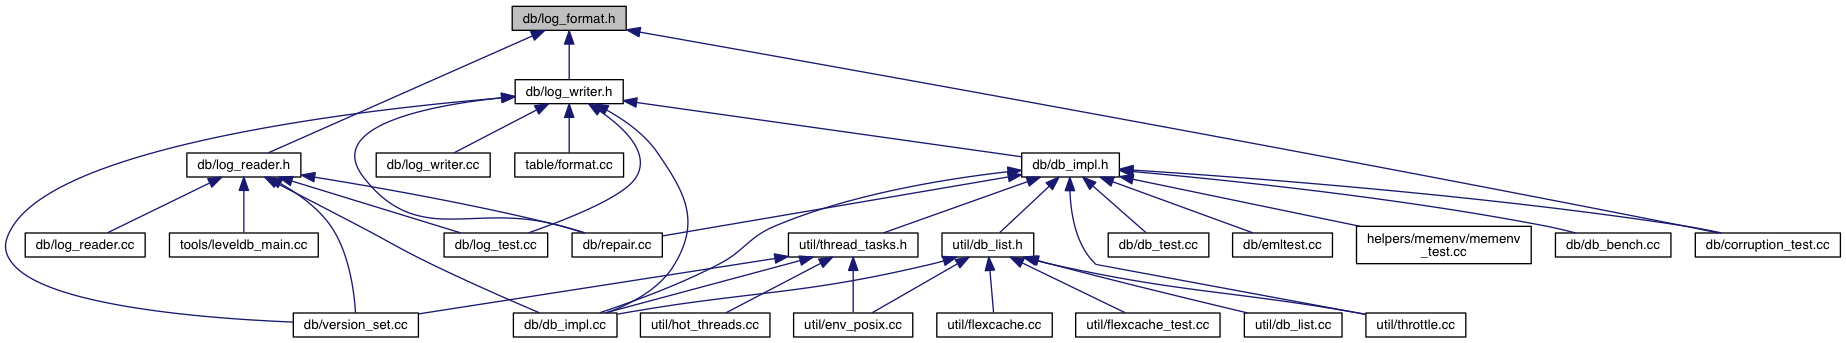 db/log_format.h
db/log_writer.h
db/log_reader.h
db/log_writer.cc
table/format.cc
db/db_impl.h
db/log_reader.cc
tools/leveldb_main.cc
db/log_test.cc
db/repair.cc
util/thread_tasks.h
util/db_list.h
db/db_test.cc
db/emltest.cc
helpers/memenv/memenv
_test.cc
db/db_bench.cc
db/corruption_test.cc
db/version_set.cc
db/db_impl.cc
util/hot_threads.cc
util/env_posix.cc
util/flexcache.cc
util/flexcache_test.cc
util/db_list.cc
util/throttle.cc